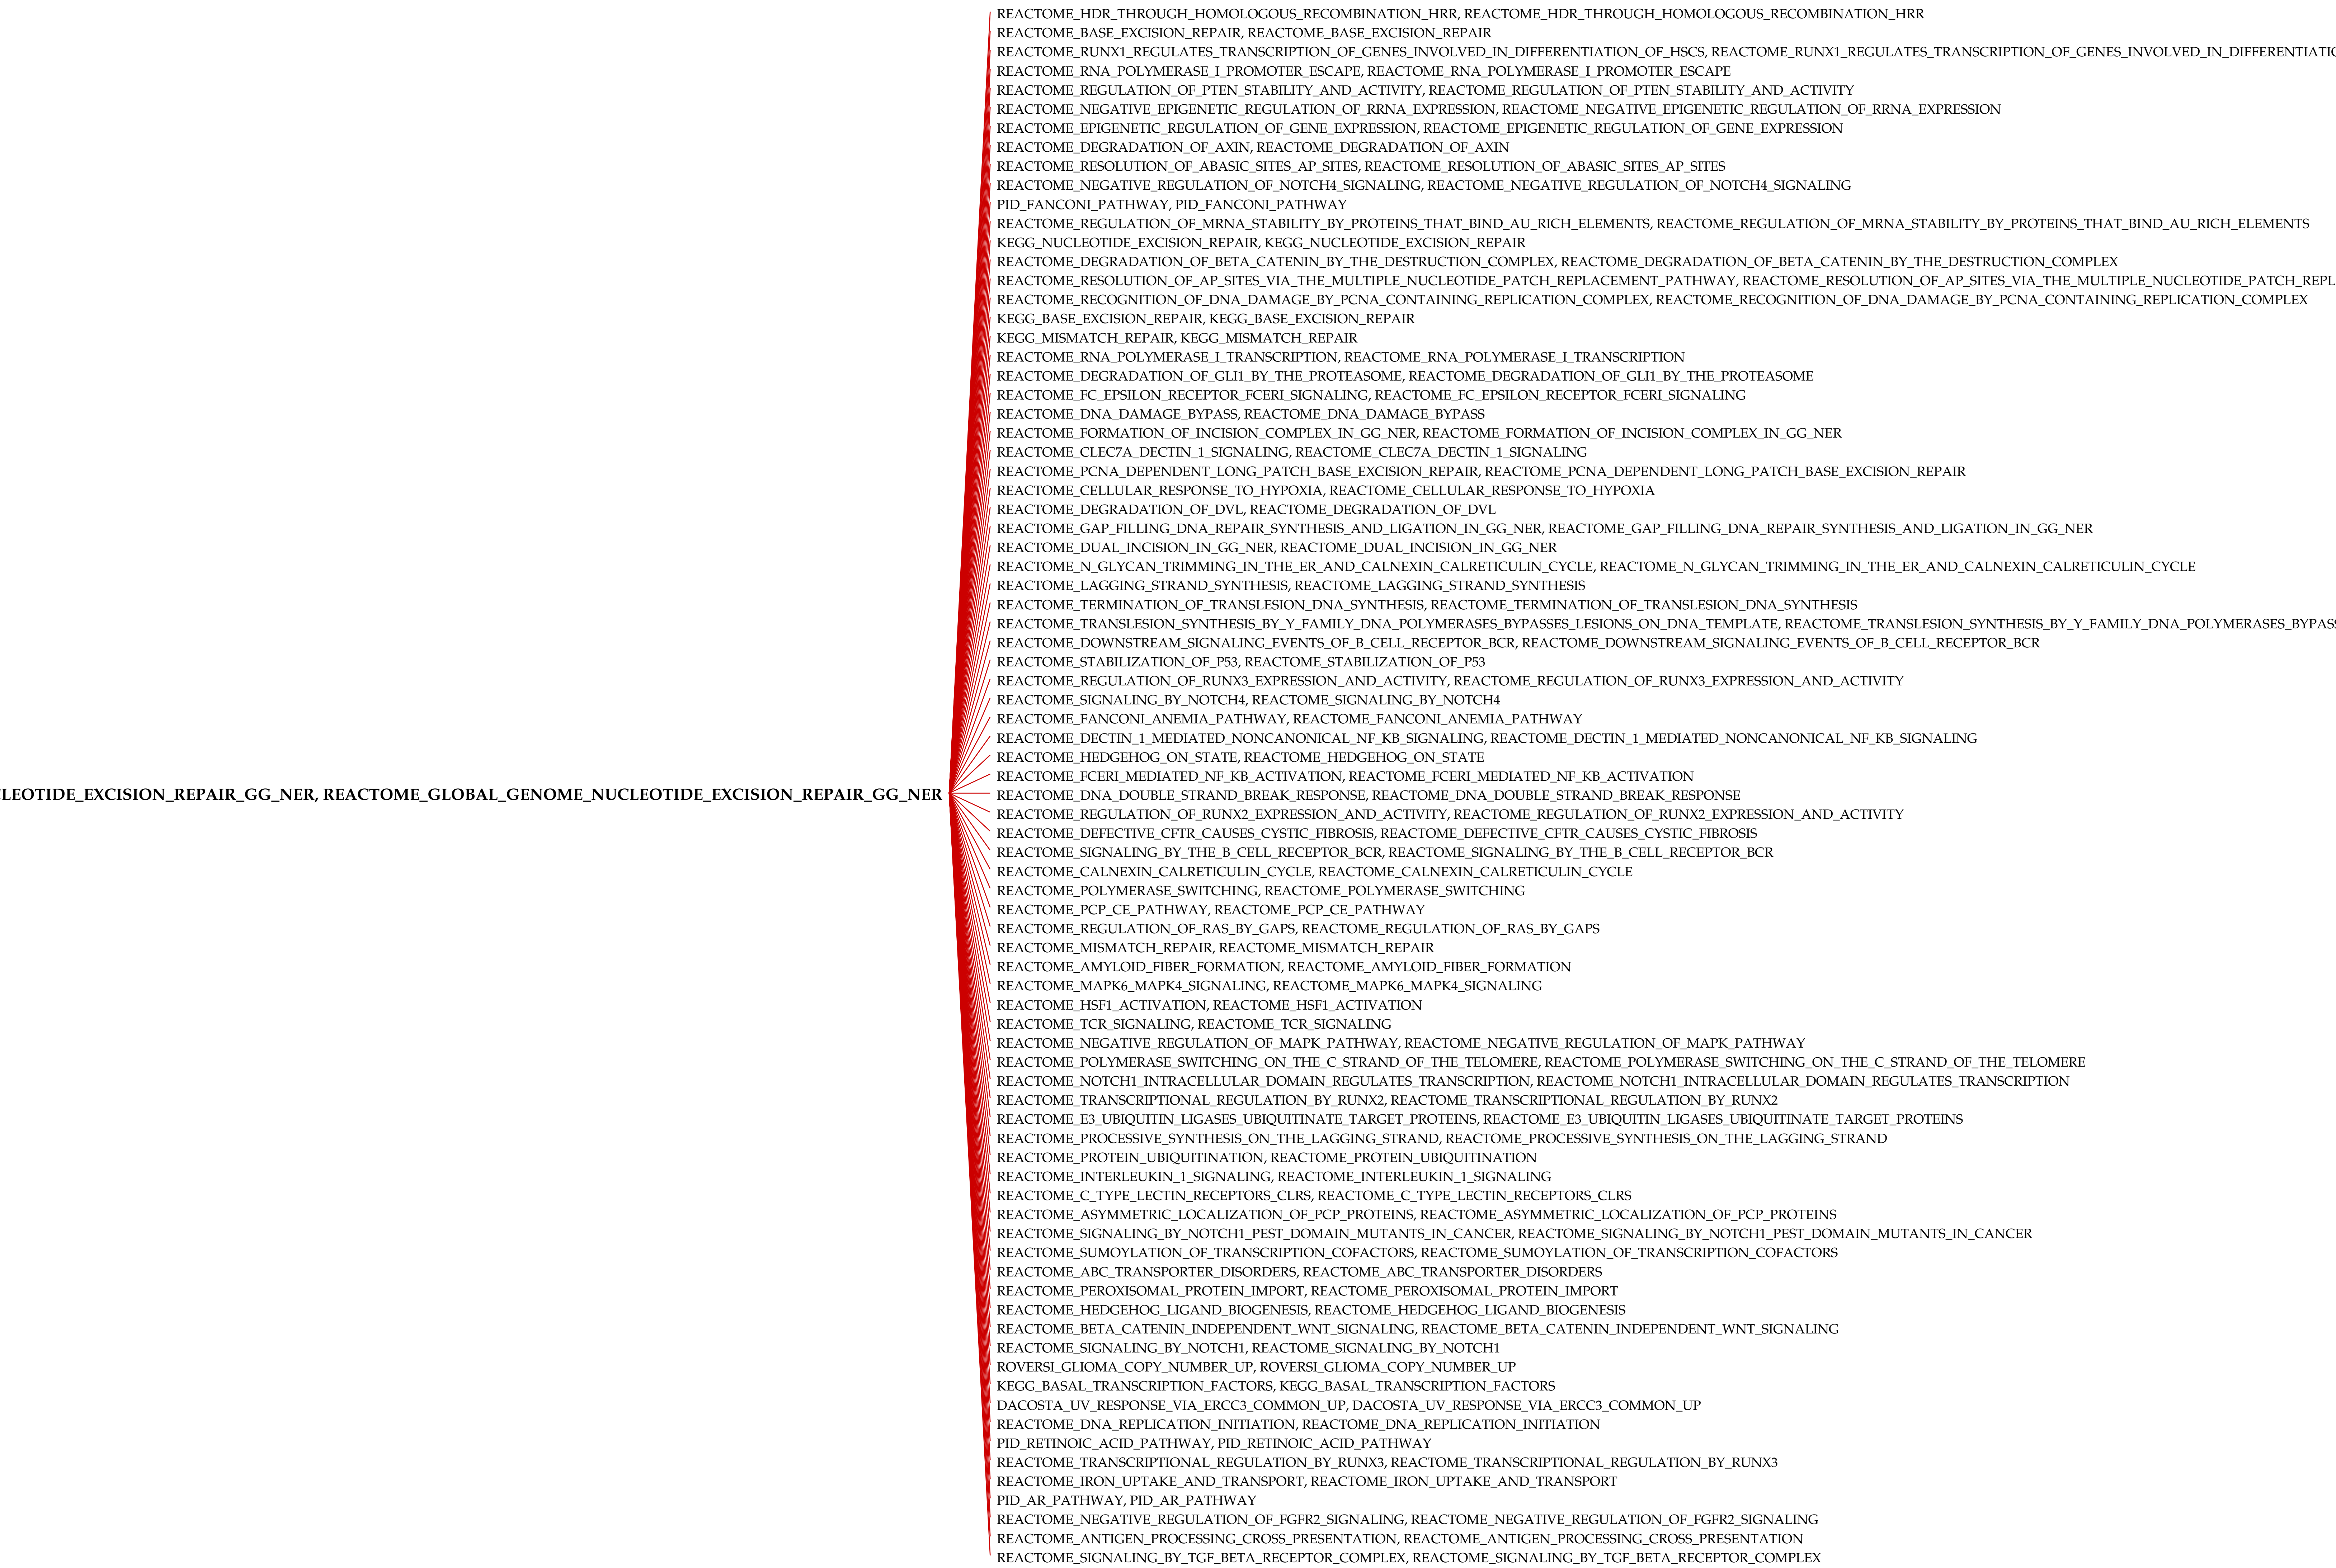 REACTOME_HDR_THROUGH_HOMOLOGOUS_RECOMBINATION_HRR, REACTOME_HDR_THROUGH_HOMOLOGOUS_RECOMBINATION_HRR
REACTOME_BASE_EXCISION_REPAIR, REACTOME_BASE_EXCISION_REPAIR
REACTOME_RUNX1_REGULATES_TRANSCRIPTION_OF_GENES_INVOLVED_IN_DIFFERENTIATION_OF_HSCS, REACTOME_RUNX1_REGULATES_TRANSCRIPTION_OF_GENES_INVOLVED_IN_DIFFERENTIATIO
REACTOME_RNA_POLYMERASE_I_PROMOTER_ESCAPE, REACTOME_RNA_POLYMERASE_I_PROMOTER_ESCAPE
REACTOME_REGULATION_OF_PTEN_STABILITY_AND_ACTIVITY, REACTOME_REGULATION_OF_PTEN_STABILITY_AND_ACTIVITY
REACTOME_NEGATIVE_EPIGENETIC_REGULATION_OF_RRNA_EXPRESSION, REACTOME_NEGATIVE_EPIGENETIC_REGULATION_OF_RRNA_EXPRESSION
REACTOME_EPIGENETIC_REGULATION_OF_GENE_EXPRESSION, REACTOME_EPIGENETIC_REGULATION_OF_GENE_EXPRESSION
REACTOME_DEGRADATION_OF_AXIN, REACTOME_DEGRADATION_OF_AXIN
REACTOME_RESOLUTION_OF_ABASIC_SITES_AP_SITES, REACTOME_RESOLUTION_OF_ABASIC_SITES_AP_SITES
REACTOME_NEGATIVE_REGULATION_OF_NOTCH4_SIGNALING, REACTOME_NEGATIVE_REGULATION_OF_NOTCH4_SIGNALING
PID_FANCONI_PATHWAY, PID_FANCONI_PATHWAY
REACTOME_REGULATION_OF_MRNA_STABILITY_BY_PROTEINS_THAT_BIND_AU_RICH_ELEMENTS, REACTOME_REGULATION_OF_MRNA_STABILITY_BY_PROTEINS_THAT_BIND_AU_RICH_ELEMENTS
KEGG_NUCLEOTIDE_EXCISION_REPAIR, KEGG_NUCLEOTIDE_EXCISION_REPAIR
REACTOME_DEGRADATION_OF_BETA_CATENIN_BY_THE_DESTRUCTION_COMPLEX, REACTOME_DEGRADATION_OF_BETA_CATENIN_BY_THE_DESTRUCTION_COMPLEX
REACTOME_RESOLUTION_OF_AP_SITES_VIA_THE_MULTIPLE_NUCLEOTIDE_PATCH_REPLACEMENT_PATHWAY, REACTOME_RESOLUTION_OF_AP_SITES_VIA_THE_MULTIPLE_NUCLEOTIDE_PATCH_REPL
REACTOME_RECOGNITION_OF_DNA_DAMAGE_BY_PCNA_CONTAINING_REPLICATION_COMPLEX, REACTOME_RECOGNITION_OF_DNA_DAMAGE_BY_PCNA_CONTAINING_REPLICATION_COMPLEX
KEGG_BASE_EXCISION_REPAIR, KEGG_BASE_EXCISION_REPAIR
KEGG_MISMATCH_REPAIR, KEGG_MISMATCH_REPAIR
REACTOME_RNA_POLYMERASE_I_TRANSCRIPTION, REACTOME_RNA_POLYMERASE_I_TRANSCRIPTION
REACTOME_DEGRADATION_OF_GLI1_BY_THE_PROTEASOME, REACTOME_DEGRADATION_OF_GLI1_BY_THE_PROTEASOME
REACTOME_FC_EPSILON_RECEPTOR_FCERI_SIGNALING, REACTOME_FC_EPSILON_RECEPTOR_FCERI_SIGNALING
REACTOME_DNA_DAMAGE_BYPASS, REACTOME_DNA_DAMAGE_BYPASS
REACTOME_FORMATION_OF_INCISION_COMPLEX_IN_GG_NER, REACTOME_FORMATION_OF_INCISION_COMPLEX_IN_GG_NER
REACTOME_CLEC7A_DECTIN_1_SIGNALING, REACTOME_CLEC7A_DECTIN_1_SIGNALING
REACTOME_PCNA_DEPENDENT_LONG_PATCH_BASE_EXCISION_REPAIR, REACTOME_PCNA_DEPENDENT_LONG_PATCH_BASE_EXCISION_REPAIR
REACTOME_CELLULAR_RESPONSE_TO_HYPOXIA, REACTOME_CELLULAR_RESPONSE_TO_HYPOXIA
REACTOME_DEGRADATION_OF_DVL, REACTOME_DEGRADATION_OF_DVL
REACTOME_GAP_FILLING_DNA_REPAIR_SYNTHESIS_AND_LIGATION_IN_GG_NER, REACTOME_GAP_FILLING_DNA_REPAIR_SYNTHESIS_AND_LIGATION_IN_GG_NER
REACTOME_DUAL_INCISION_IN_GG_NER, REACTOME_DUAL_INCISION_IN_GG_NER
REACTOME_N_GLYCAN_TRIMMING_IN_THE_ER_AND_CALNEXIN_CALRETICULIN_CYCLE, REACTOME_N_GLYCAN_TRIMMING_IN_THE_ER_AND_CALNEXIN_CALRETICULIN_CYCLE
REACTOME_LAGGING_STRAND_SYNTHESIS, REACTOME_LAGGING_STRAND_SYNTHESIS
REACTOME_TERMINATION_OF_TRANSLESION_DNA_SYNTHESIS, REACTOME_TERMINATION_OF_TRANSLESION_DNA_SYNTHESIS
REACTOME_TRANSLESION_SYNTHESIS_BY_Y_FAMILY_DNA_POLYMERASES_BYPASSES_LESIONS_ON_DNA_TEMPLATE, REACTOME_TRANSLESION_SYNTHESIS_BY_Y_FAMILY_DNA_POLYMERASES_BYPASS
REACTOME_DOWNSTREAM_SIGNALING_EVENTS_OF_B_CELL_RECEPTOR_BCR, REACTOME_DOWNSTREAM_SIGNALING_EVENTS_OF_B_CELL_RECEPTOR_BCR
REACTOME_STABILIZATION_OF_P53, REACTOME_STABILIZATION_OF_P53
REACTOME_REGULATION_OF_RUNX3_EXPRESSION_AND_ACTIVITY, REACTOME_REGULATION_OF_RUNX3_EXPRESSION_AND_ACTIVITY
REACTOME_SIGNALING_BY_NOTCH4, REACTOME_SIGNALING_BY_NOTCH4
REACTOME_FANCONI_ANEMIA_PATHWAY, REACTOME_FANCONI_ANEMIA_PATHWAY
REACTOME_DECTIN_1_MEDIATED_NONCANONICAL_NF_KB_SIGNALING, REACTOME_DECTIN_1_MEDIATED_NONCANONICAL_NF_KB_SIGNALING
REACTOME_HEDGEHOG_ON_STATE, REACTOME_HEDGEHOG_ON_STATE
REACTOME_FCERI_MEDIATED_NF_KB_ACTIVATION, REACTOME_FCERI_MEDIATED_NF_KB_ACTIVATION
LEOTIDE_EXCISION_REPAIR_GG_NER, REACTOME_GLOBAL_GENOME_NUCLEOTIDE_EXCISION_REPAIR_GG_NER
REACTOME_DNA_DOUBLE_STRAND_BREAK_RESPONSE, REACTOME_DNA_DOUBLE_STRAND_BREAK_RESPONSE
REACTOME_REGULATION_OF_RUNX2_EXPRESSION_AND_ACTIVITY, REACTOME_REGULATION_OF_RUNX2_EXPRESSION_AND_ACTIVITY
REACTOME_DEFECTIVE_CFTR_CAUSES_CYSTIC_FIBROSIS, REACTOME_DEFECTIVE_CFTR_CAUSES_CYSTIC_FIBROSIS
REACTOME_SIGNALING_BY_THE_B_CELL_RECEPTOR_BCR, REACTOME_SIGNALING_BY_THE_B_CELL_RECEPTOR_BCR
REACTOME_CALNEXIN_CALRETICULIN_CYCLE, REACTOME_CALNEXIN_CALRETICULIN_CYCLE
REACTOME_POLYMERASE_SWITCHING, REACTOME_POLYMERASE_SWITCHING
REACTOME_PCP_CE_PATHWAY, REACTOME_PCP_CE_PATHWAY
REACTOME_REGULATION_OF_RAS_BY_GAPS, REACTOME_REGULATION_OF_RAS_BY_GAPS
REACTOME_MISMATCH_REPAIR, REACTOME_MISMATCH_REPAIR
REACTOME_AMYLOID_FIBER_FORMATION, REACTOME_AMYLOID_FIBER_FORMATION
REACTOME_MAPK6_MAPK4_SIGNALING, REACTOME_MAPK6_MAPK4_SIGNALING
REACTOME_HSF1_ACTIVATION, REACTOME_HSF1_ACTIVATION
REACTOME_TCR_SIGNALING, REACTOME_TCR_SIGNALING
REACTOME_NEGATIVE_REGULATION_OF_MAPK_PATHWAY, REACTOME_NEGATIVE_REGULATION_OF_MAPK_PATHWAY
REACTOME_POLYMERASE_SWITCHING_ON_THE_C_STRAND_OF_THE_TELOMERE, REACTOME_POLYMERASE_SWITCHING_ON_THE_C_STRAND_OF_THE_TELOMERE
REACTOME_NOTCH1_INTRACELLULAR_DOMAIN_REGULATES_TRANSCRIPTION, REACTOME_NOTCH1_INTRACELLULAR_DOMAIN_REGULATES_TRANSCRIPTION
REACTOME_TRANSCRIPTIONAL_REGULATION_BY_RUNX2, REACTOME_TRANSCRIPTIONAL_REGULATION_BY_RUNX2
REACTOME_E3_UBIQUITIN_LIGASES_UBIQUITINATE_TARGET_PROTEINS, REACTOME_E3_UBIQUITIN_LIGASES_UBIQUITINATE_TARGET_PROTEINS
REACTOME_PROCESSIVE_SYNTHESIS_ON_THE_LAGGING_STRAND, REACTOME_PROCESSIVE_SYNTHESIS_ON_THE_LAGGING_STRAND
REACTOME_PROTEIN_UBIQUITINATION, REACTOME_PROTEIN_UBIQUITINATION
REACTOME_INTERLEUKIN_1_SIGNALING, REACTOME_INTERLEUKIN_1_SIGNALING
REACTOME_C_TYPE_LECTIN_RECEPTORS_CLRS, REACTOME_C_TYPE_LECTIN_RECEPTORS_CLRS
REACTOME_ASYMMETRIC_LOCALIZATION_OF_PCP_PROTEINS, REACTOME_ASYMMETRIC_LOCALIZATION_OF_PCP_PROTEINS
REACTOME_SIGNALING_BY_NOTCH1_PEST_DOMAIN_MUTANTS_IN_CANCER, REACTOME_SIGNALING_BY_NOTCH1_PEST_DOMAIN_MUTANTS_IN_CANCER
REACTOME_SUMOYLATION_OF_TRANSCRIPTION_COFACTORS, REACTOME_SUMOYLATION_OF_TRANSCRIPTION_COFACTORS
REACTOME_ABC_TRANSPORTER_DISORDERS, REACTOME_ABC_TRANSPORTER_DISORDERS
REACTOME_PEROXISOMAL_PROTEIN_IMPORT, REACTOME_PEROXISOMAL_PROTEIN_IMPORT
REACTOME_HEDGEHOG_LIGAND_BIOGENESIS, REACTOME_HEDGEHOG_LIGAND_BIOGENESIS
REACTOME_BETA_CATENIN_INDEPENDENT_WNT_SIGNALING, REACTOME_BETA_CATENIN_INDEPENDENT_WNT_SIGNALING
REACTOME_SIGNALING_BY_NOTCH1, REACTOME_SIGNALING_BY_NOTCH1
ROVERSI_GLIOMA_COPY_NUMBER_UP, ROVERSI_GLIOMA_COPY_NUMBER_UP
KEGG_BASAL_TRANSCRIPTION_FACTORS, KEGG_BASAL_TRANSCRIPTION_FACTORS
DACOSTA_UV_RESPONSE_VIA_ERCC3_COMMON_UP, DACOSTA_UV_RESPONSE_VIA_ERCC3_COMMON_UP
REACTOME_DNA_REPLICATION_INITIATION, REACTOME_DNA_REPLICATION_INITIATION
PID_RETINOIC_ACID_PATHWAY, PID_RETINOIC_ACID_PATHWAY
REACTOME_TRANSCRIPTIONAL_REGULATION_BY_RUNX3, REACTOME_TRANSCRIPTIONAL_REGULATION_BY_RUNX3
REACTOME_IRON_UPTAKE_AND_TRANSPORT, REACTOME_IRON_UPTAKE_AND_TRANSPORT
PID_AR_PATHWAY, PID_AR_PATHWAY
REACTOME_NEGATIVE_REGULATION_OF_FGFR2_SIGNALING, REACTOME_NEGATIVE_REGULATION_OF_FGFR2_SIGNALING
REACTOME_ANTIGEN_PROCESSING_CROSS_PRESENTATION, REACTOME_ANTIGEN_PROCESSING_CROSS_PRESENTATION
REACTOME_SIGNALING_BY_TGF_BETA_RECEPTOR_COMPLEX, REACTOME_SIGNALING_BY_TGF_BETA_RECEPTOR_COMPLEX